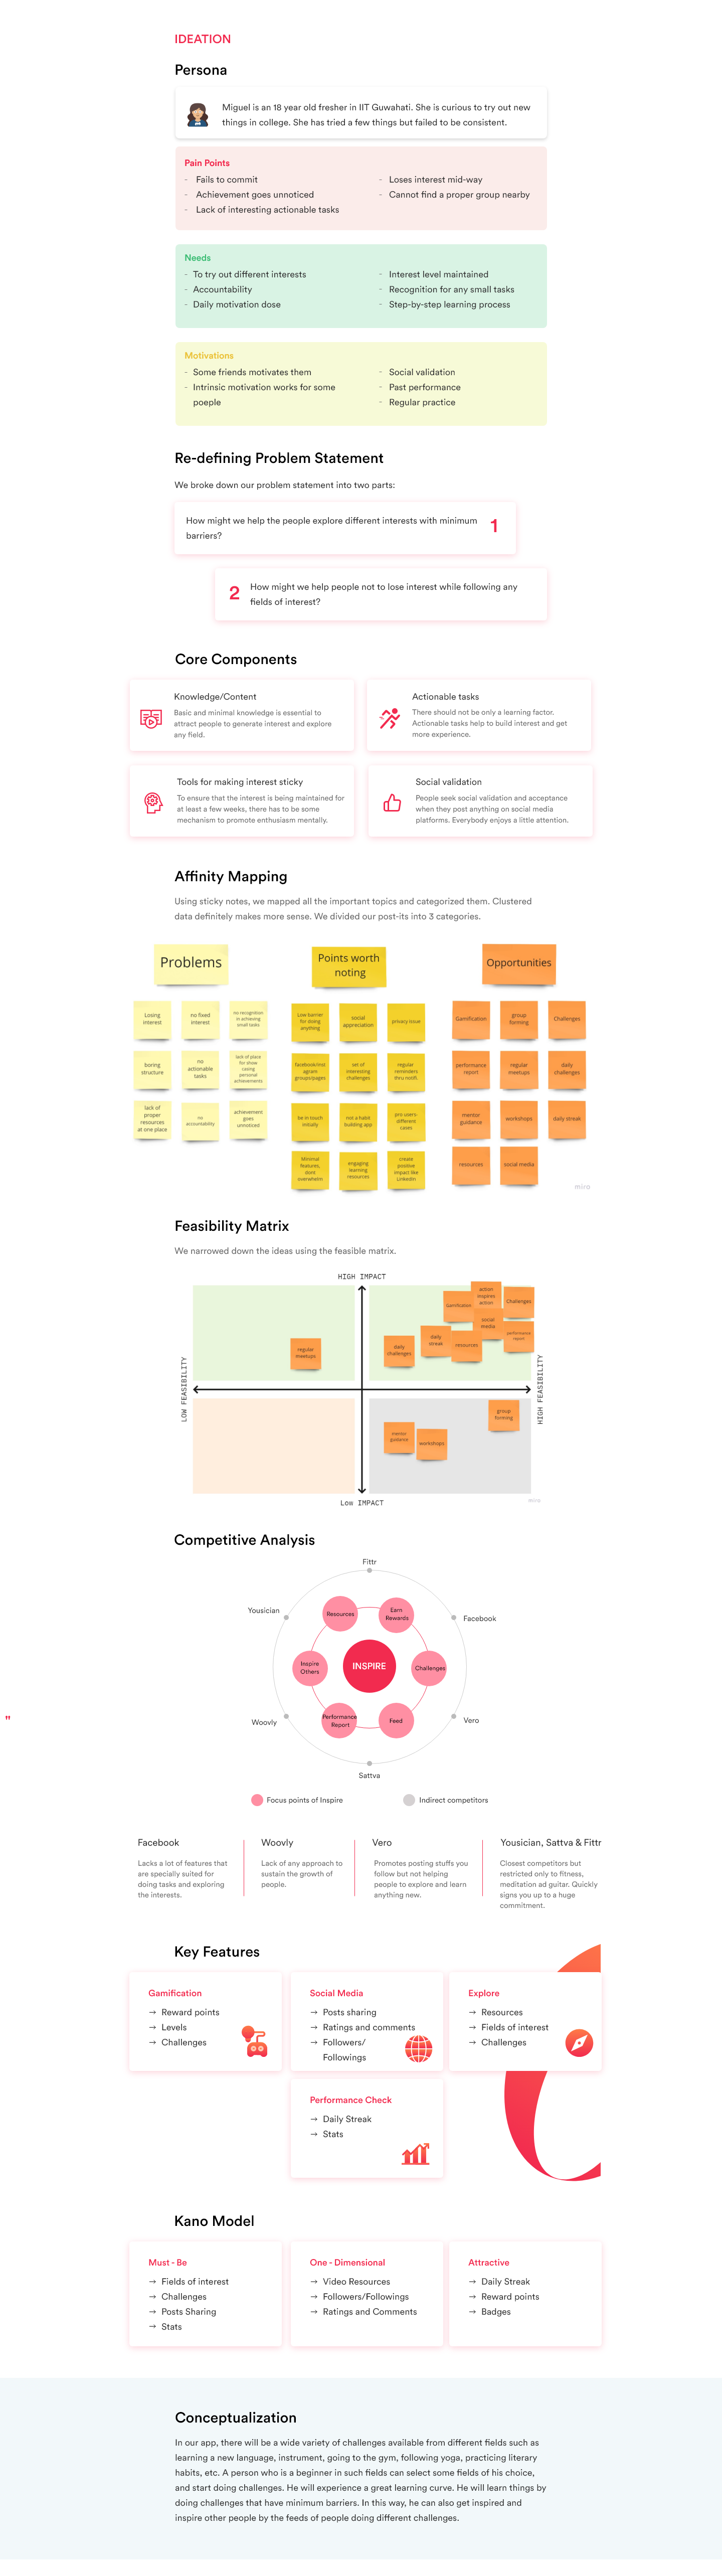 IDEATION
Persona
Miguel is an 18 year old fresher in IIT Guwahati. She is curious to try out new
things in college. She has tried a few things but failed to be consistent.
Pain Points
- Fails to commit
- Achievement goes unnoticed
- Lack of interesting actionable tasks
- Loses interest mid-way
- Cannot find a proper group nearby
Needs
- To try out different interests
- Accountability
- Daily motivation dose
- Interest level maintained
- Recognition for any small tasks
- Step-by-step learning process
Motivations
- Some friends motivates them
- Intrinsic motivation works for some
poeple
- Social validation
- Past performance
- Regular practice
Re-defining Problem Statement
We broke down our problem statement into two parts:
How might we help the people explore different interests with minimum
barriers?
1
2
How might we help people not to lose interest while following any
fields of interest?
Core Components
Knowledge/Content
Basic and minimal knowledge is essential to
attract people to generate interest and explore
any field.
Actionable tasks
There should not be only a learning factor.
Actionable tasks help to build interest and get
more experience.
Tools for making interest sticky
To ensure that the interest is being maintained for
at least a few weeks, there has to be some
mechanism to promote enthusiasm mentally.
Social validation
People seek social validation and acceptance
when they post anything on social media
platforms. Everybody enjoys a little attention.
Affinity Mapping
Using sticky notes, we mapped all the important topics and categorized them. Clustered
data definitely makes more sense. We divided our post-its into 3 categories.
Problems
Losing
interest
no fixed
interest
no recognition
in achieving
small tasks
boring
structure
no
actionable
tasks
lack of place
for show
casing
personal
achievements
lack of
proper
resources
at one place
no
accountability
achievement
goes
unnoticed
Points worth
noting
Low barrier
for doing
anything
social
appreciation
privacy issue
facebook/inst
agram
groups/pages
set of
interesting
challenges
regular
reminders
thru notifi.
be in touch
initially
not a habit
building app
pro users-
different
cases
Minimal
features,
dont
overwhelm
engaging
learning
resources
create
positive
impact like
LinkedIn
Opportunities
Gamification
group
forming
Challenges
performance
report
regular
meetups
daily
challenges
mentor
guidance
workshops
daily streak
resources
social media
miro
Feasibility Matrix
We narrowed down the ideas using the feasible matrix.
HIGH IMPACT
LOW FEASIBILITY
HIGH FEASIBILITY
regular
meetups
action
inspires
action
Gamification
Challenges
social
media
performance
report
daily
streak
resources
daily
challenges
group
forming
mentor
guidance
workshops
miro
Low IMPACT
Competitive Analysis
Fittr
Yousician
Facebook
Resources
Earn
Rewards
Inspire
Others
INSPIRE
Challenges
Performance
Report
Feed
Woovly
Vero
Sattva
"
Focus points of Inspire
Indirect competitors
Facebook
Lacks a lot of features that
are specially suited for
doing tasks and exploring
the interests.
Woovly
Lack of any approach to
sustain the growth of
people.
Vero
Promotes posting stuffs you
follow but not helping
people to explore and learn
anything new.
Yousician, Sattva & Fittr
Closest competitors but
restricted only to fitness,
meditation ad guitar. Quickly
signs you up to a huge
commitment.
Key Features
Gamification
→ Reward points
→ Levels
→ Challenges
Social Media
→ Posts sharing
→ Ratings and comments
→ Followers/
Followings
Explore
→ Resources
→ Fields of interest
→ Challenges
Performance Check
→ Daily Streak
→ Stats
Kano Model
Must - Be
→ Fields of interest
→ Challenges
→ Posts Sharing
→ Stats
One - Dimensional
→ Video Resources
→ Followers/Followings
→ Ratings and Comments
Attractive
→ Daily Streak
→ Reward points
→ Badges
Conceptualization
In our app, there will be a wide variety of challenges available from different fields such as
learning a new language, instrument, going to the gym, following yoga, practicing literary
habits, etc. A person who is a beginner in such fields can select some fields of his choice,
and start doing challenges. He will experience a great learning curve. He will learn things by
doing challenges that have minimum barriers. In this way, he can also get inspired and
inspire other people by the feeds of people doing different challenges.